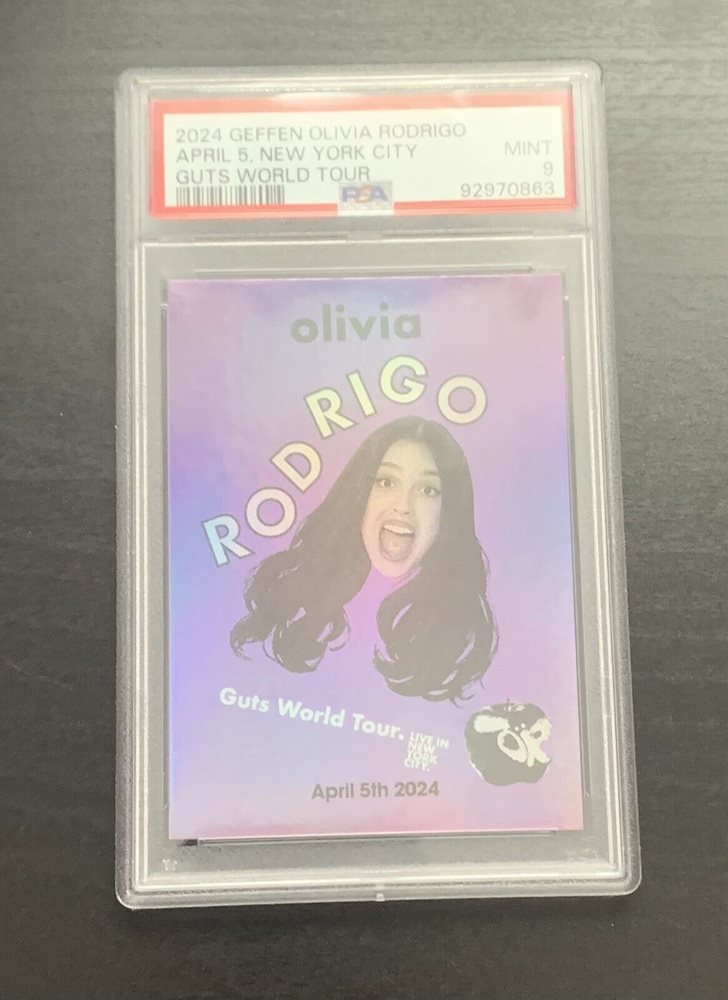 2024 GEFFEN OLIVIA RODRIGO
APRIL 5, NEW YORK CITY MINT
GUTS WORLD TOUR 9
PSA 92970863
olivia
RODRIGO
Guts World Tour.
LIVE IN
NEW
YORK
CITY.
OR
April 5th 2024